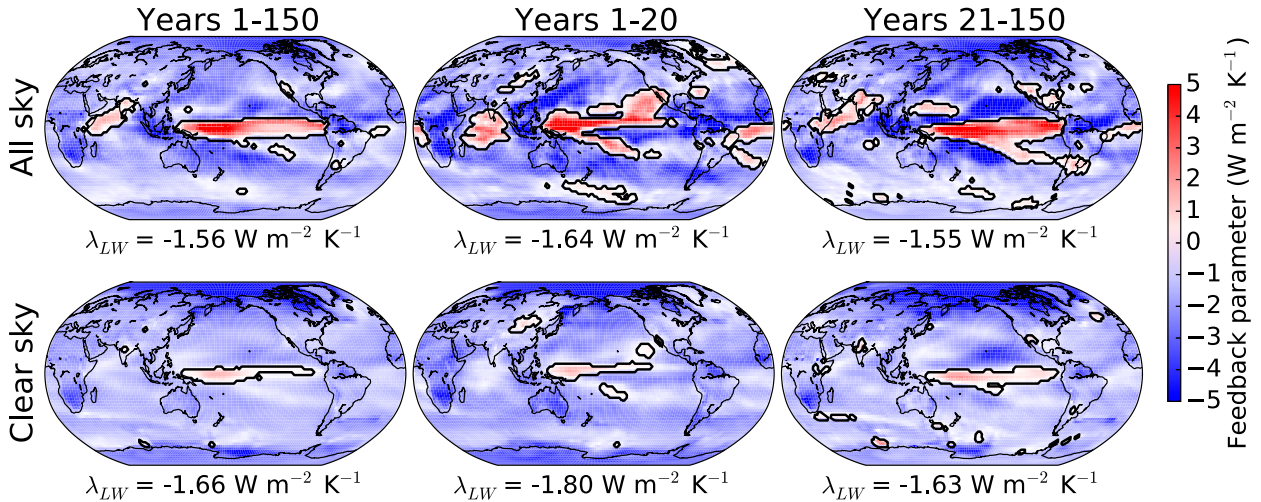 Years 1-150 Years 1-20 Years 21-150
All sky
λ_LW = -1.56 W m⁻² K⁻¹ λ_LW = -1.64 W m⁻² K⁻¹ λ_LW = -1.55 W m⁻² K⁻¹
Clear sky
λ_LW = -1.66 W m⁻² K⁻¹ λ_LW = -1.80 W m⁻² K⁻¹ λ_LW = -1.63 W m⁻² K⁻¹
5
4
3
2
1
0
−1
−2
−3
−4
−5
Feedback parameter (W m⁻² K⁻¹)